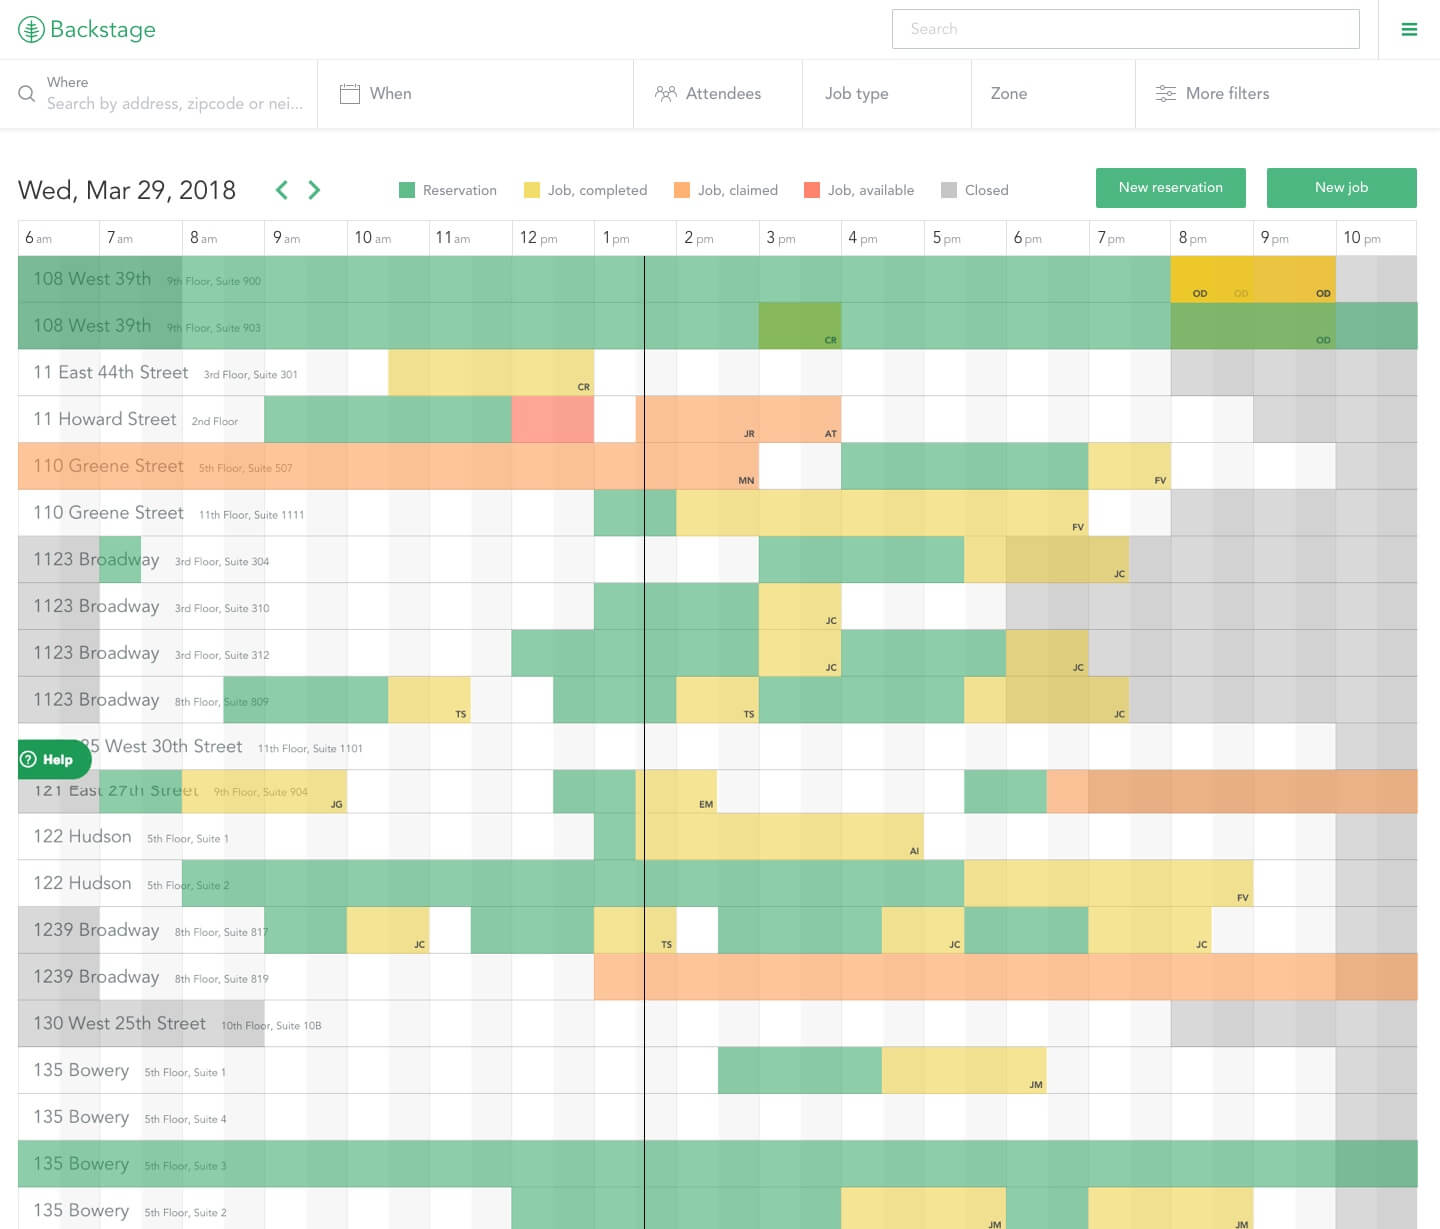 Backstage
Search
Where
Search by address, zipcode or nei...
When
Attendees
Job type
Zone
More filters
Wed, Mar 29, 2018
Reservation
Job, completed
Job, claimed
Job, available
Closed
New reservation
New job
6 am 7 am 8 am 9 am 10 am 11 am 12 pm 1 pm 2 pm 3 pm 4 pm 5 pm 6 pm 7 pm 8 pm 9 pm 10 pm
108 West 39th 9th Floor, Suite 900 OD OD OD
108 West 39th 9th Floor, Suite 903 CR OD
11 East 44th Street 3rd Floor, Suite 301 CR
11 Howard Street 2nd Floor JR AT
110 Greene Street 5th Floor, Suite 507 MN FV
110 Greene Street 11th Floor, Suite 1111 FV
1123 Broadway 3rd Floor, Suite 304 JC
1123 Broadway 3rd Floor, Suite 310 JC
1123 Broadway 3rd Floor, Suite 312 JC JC
1123 Broadway 8th Floor, Suite 809 TS TS JC
35 West 30th Street 11th Floor, Suite 1101
Help
121 East 27th Street 9th Floor, Suite 904 JG EM
122 Hudson 5th Floor, Suite 1 AI
122 Hudson 5th Floor, Suite 2 FV
1239 Broadway 8th Floor, Suite 817 JC TS JC JC
1239 Broadway 8th Floor, Suite 819
130 West 25th Street 10th Floor, Suite 10B
135 Bowery 5th Floor, Suite 1 JM
135 Bowery 5th Floor, Suite 4
135 Bowery 5th Floor, Suite 3
135 Bowery 5th Floor, Suite 2 JM JM